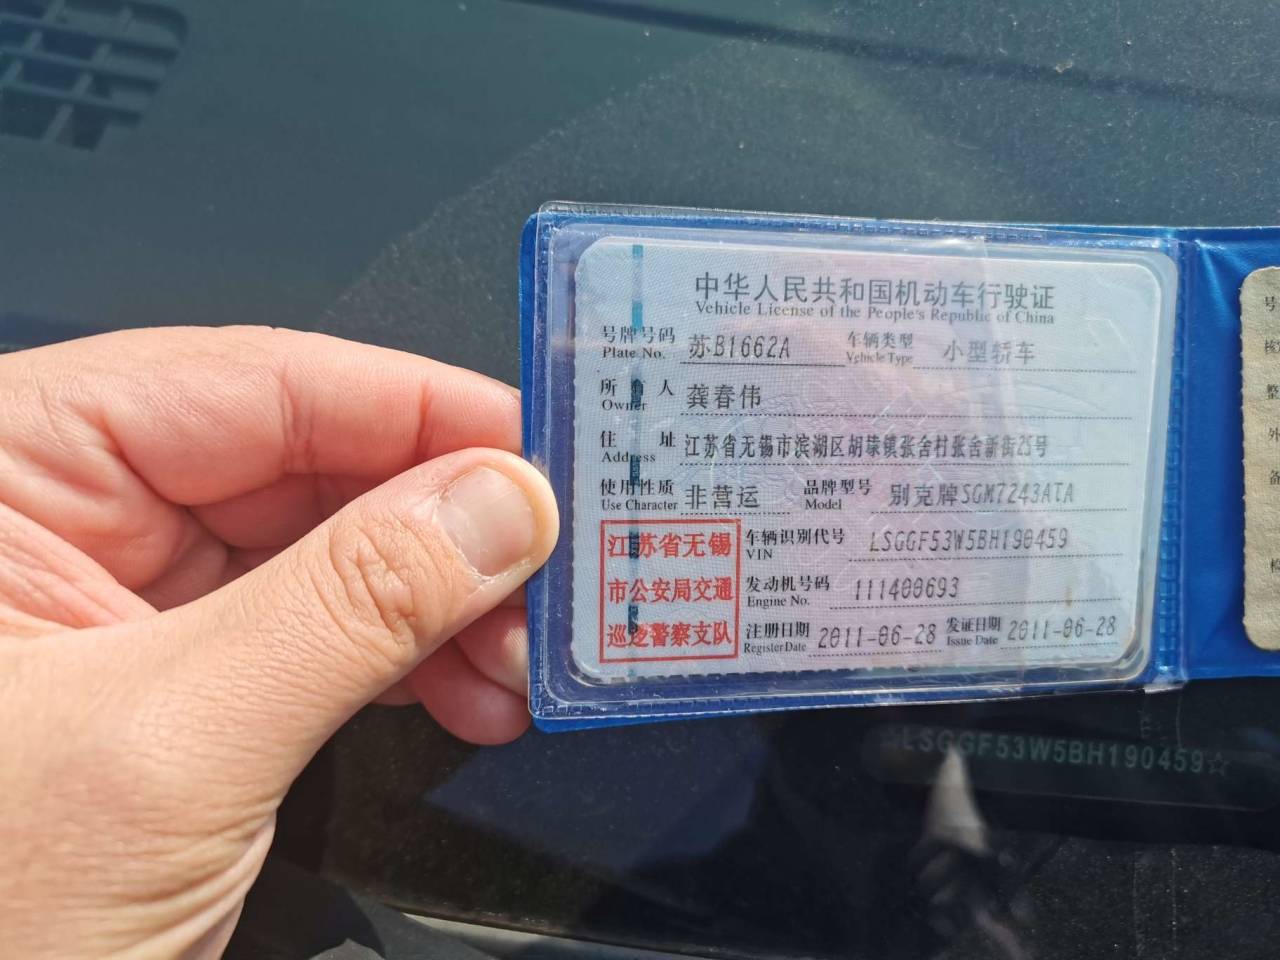 中华人民共和国机动车行驶证
Vehicle License of the People's Republic of China
号牌号码 苏B1662A 车辆类型 小型轿车
Plate No. Vehicle Type
所有人 龚春伟
Owner
住址 江苏省无锡市滨湖区胡埭镇张舍村张舍新街25号
Address
使用性质 非营运 品牌型号 别克牌SGM7243ATA
Use Character Model
江苏省无锡
市公安局交通
巡逻警察支队
车辆识别代号 LSGGF53W5BH190459
VIN
发动机号码 111400693
Engine No.
注册日期 2011-06-28 发证日期 2011-06-28
Register Date Issue Date
号
核
整
外
备
检
LSGGF53W5BH190459☆